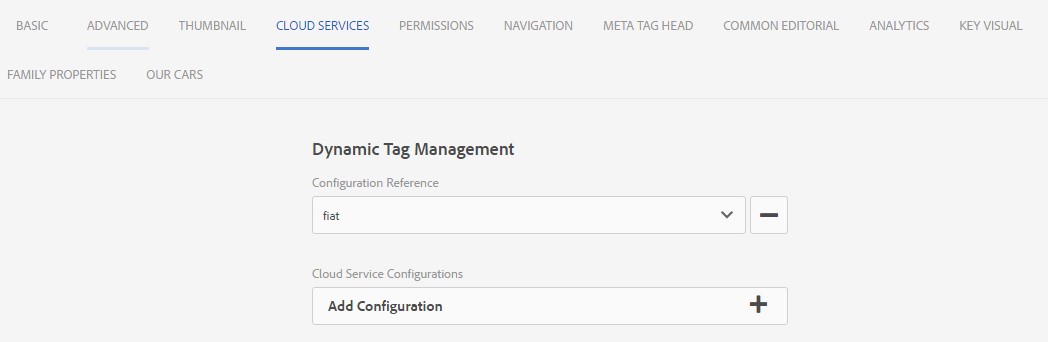 BASIC ADVANCED THUMBNAIL CLOUD SERVICES PERMISSIONS NAVIGATION META TAG HEAD COMMON EDITORIAL ANALYTICS KEY VISUAL
FAMILY PROPERTIES OUR CARS
Dynamic Tag Management
Configuration Reference
fiat
Cloud Service Configurations
Add Configuration